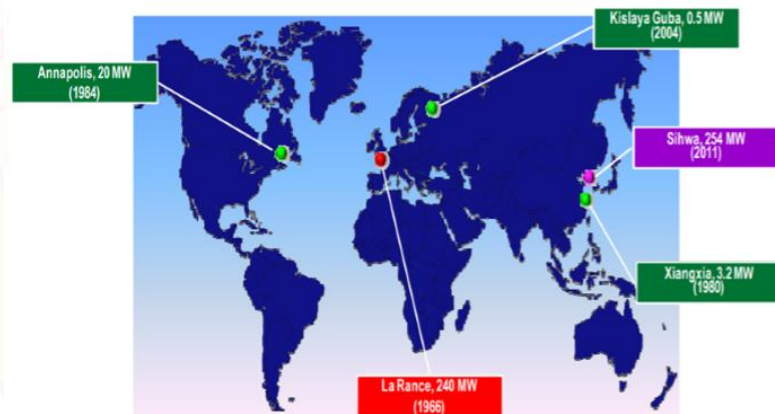 Kislaya Guba, 0.5 MW
(2004)
Annapolis, 20 MW
(1984)
Sihwa, 254 MW
(2011)
Xiangxia, 3.2 MW
(1980)
La Rance, 240 MW
(1966)